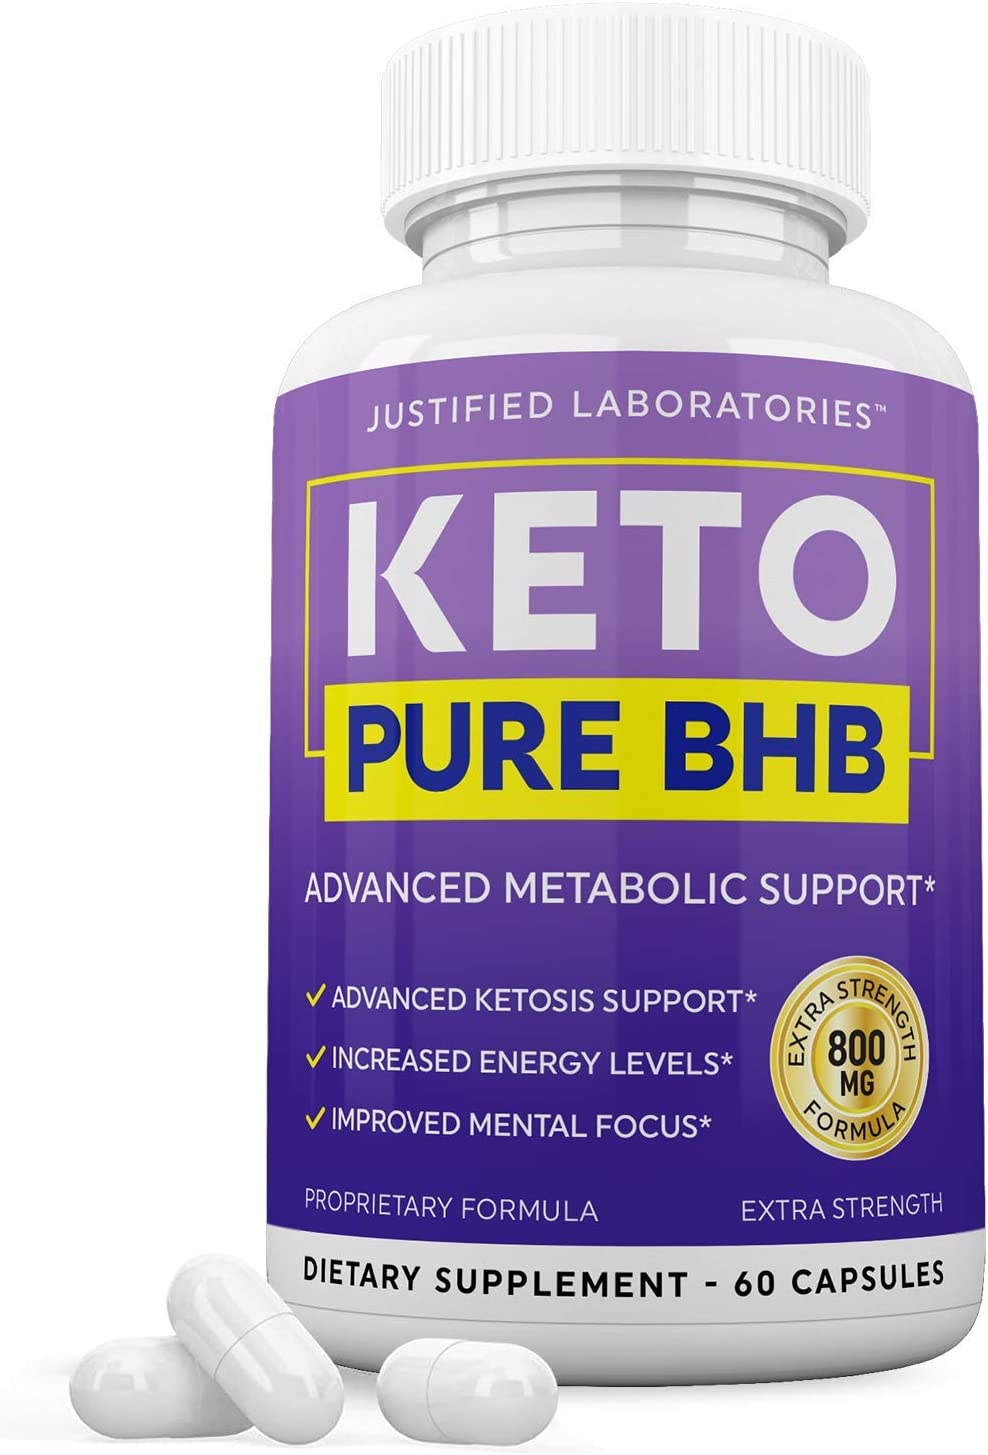 JUSTIFIED LABORATORIES™
KETO
PURE BHB
ADVANCED METABOLIC SUPPORT*
✓ ADVANCED KETOSIS SUPPORT*
✓ INCREASED ENERGY LEVELS*
✓ IMPROVED MENTAL FOCUS*
EXTRA STRENGTH
800
MG
FORMULA
PROPRIETARY FORMULA
EXTRA STRENGTH
DIETARY SUPPLEMENT - 60 CAPSULES